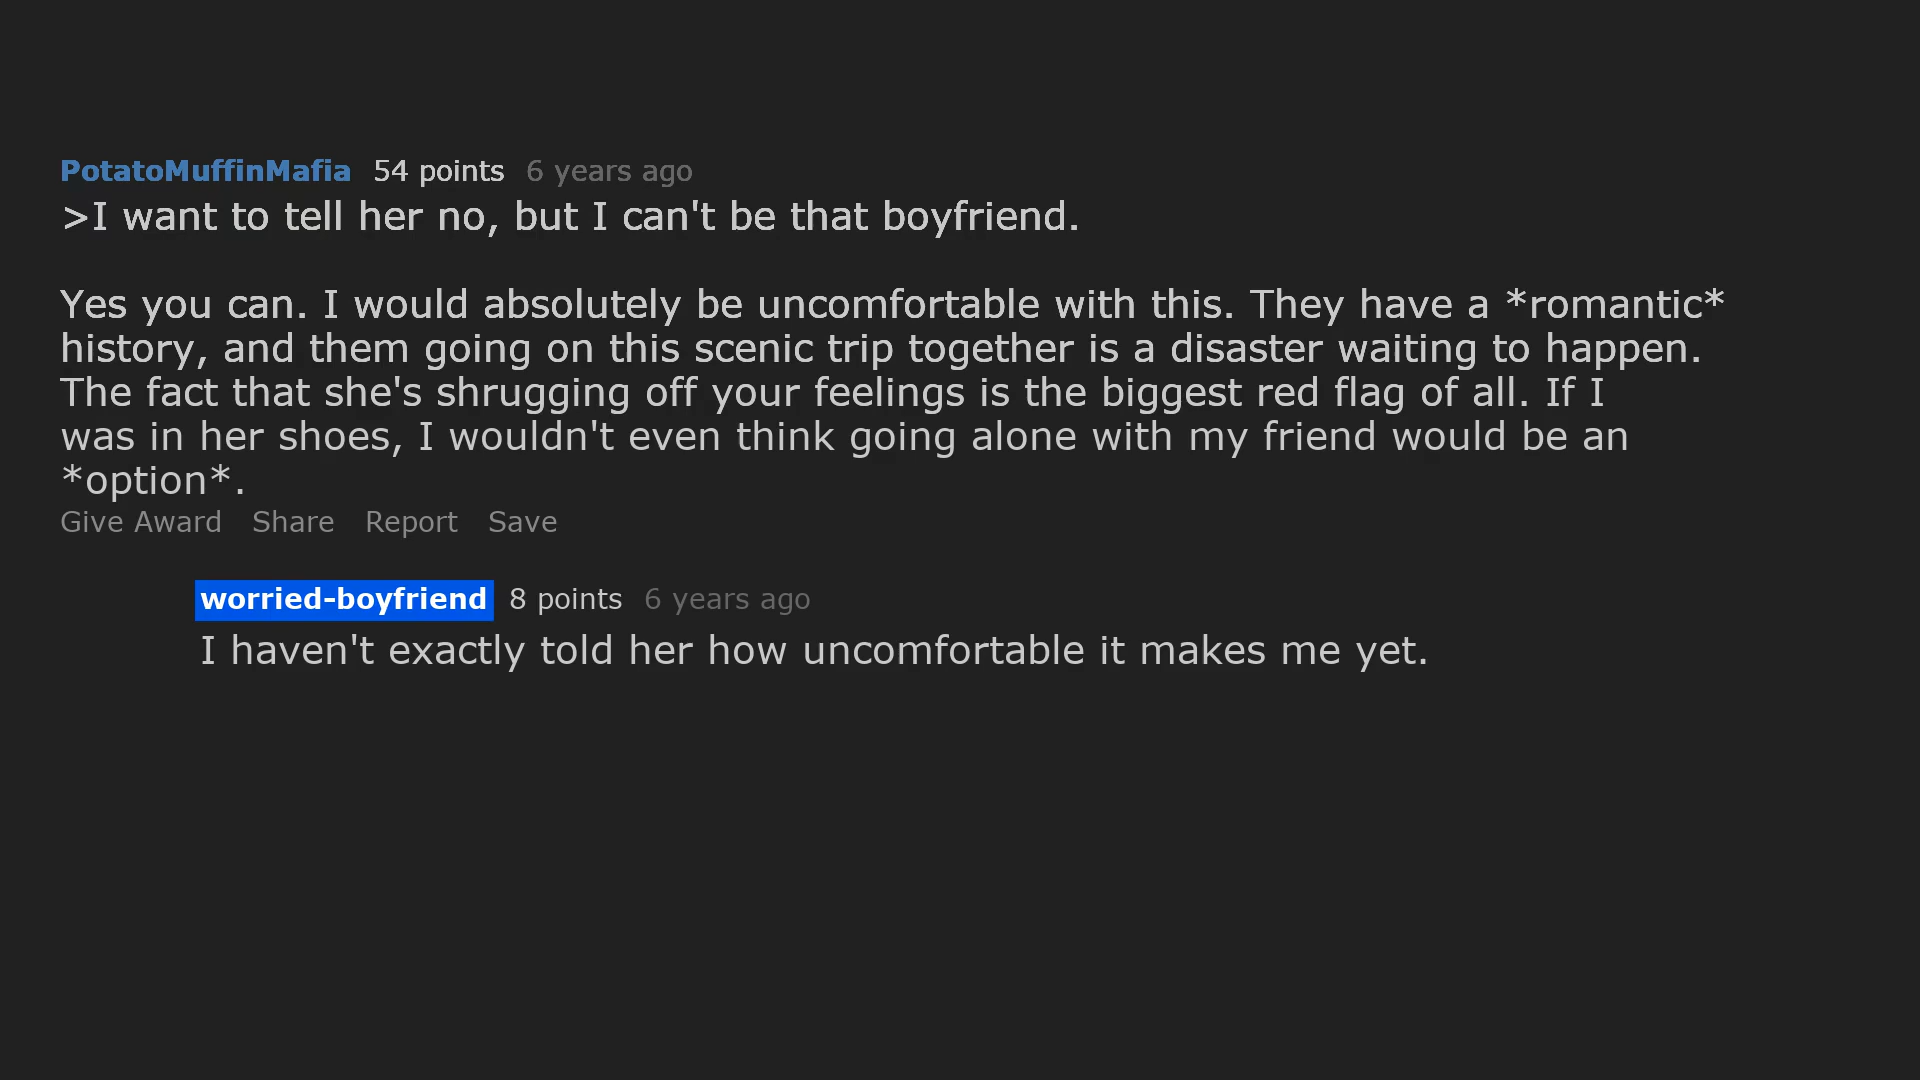 PotatoMuffinMafia 54 points 6 years ago
>I want to tell her no, but I can't be that boyfriend.
Yes you can. I would absolutely be uncomfortable with this. They have a *romantic*
history, and them going on this scenic trip together is a disaster waiting to happen.
The fact that she's shrugging off your feelings is the biggest red flag of all. If I
was in her shoes, I wouldn't even think going alone with my friend would be an
*option*.
Give Award Share Report Save
worried-boyfriend 8 points 6 years ago
I haven't exactly told her how uncomfortable it makes me yet.